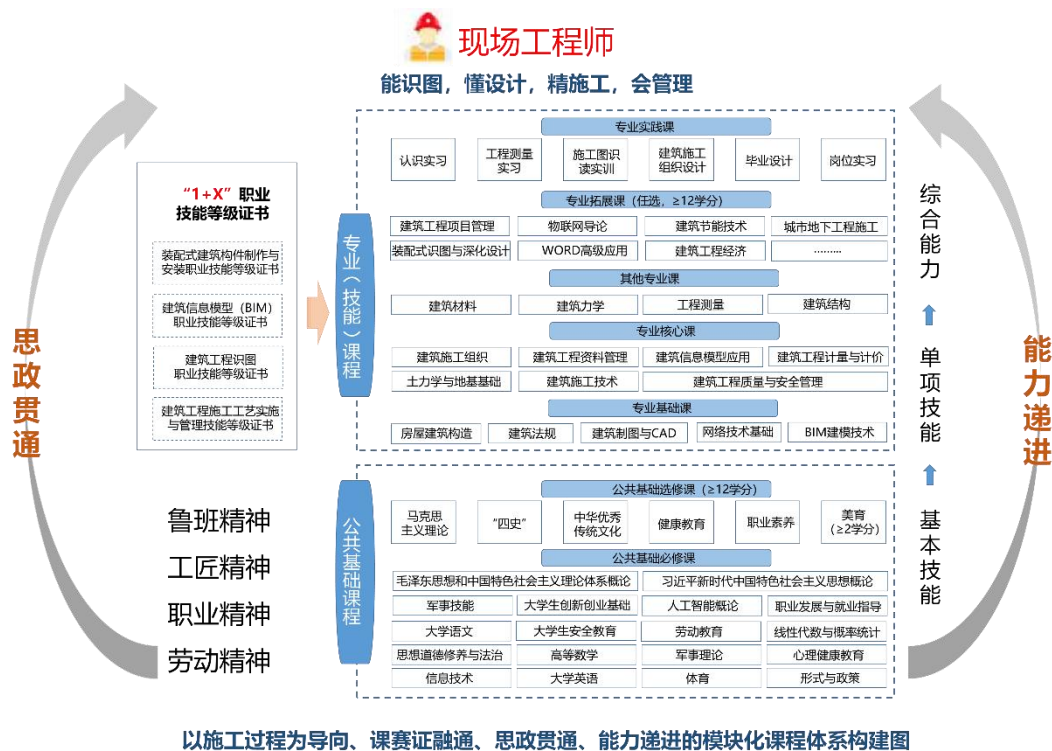 现场工程师
能识图，懂设计，精施工，会管理
思政贯通
“1+X”职业
技能等级证书
装配式建筑构件制作与
安装职业技能等级证书
建筑信息模型（BIM）
职业技能等级证书
建筑工程识图
职业技能等级证书
建筑工程施工工艺实施
与管理技能等级证书
鲁班精神
工匠精神
职业精神
劳动精神
专业（技能）课程
专业实践课
认识实习
工程测量
实习
施工图识
读实训
建筑施工
组织设计
毕业设计
岗位实习
专业拓展课（任选，≥12学分）
建筑工程项目管理
物联网导论
建筑节能技术
城市地下工程施工
装配式识图与深化设计
WORD高级应用
建筑工程经济
………
其他专业课
建筑材料
建筑力学
工程测量
建筑结构
专业核心课
建筑施工组织
建筑工程资料管理
建筑信息模型应用
建筑工程计量与计价
土力学与地基基础
建筑施工技术
建筑工程质量与安全管理
专业基础课
房屋建筑构造
建筑法规
建筑制图与CAD
网络技术基础
BIM建模技术
公共基础课程
公共基础选修课（≥12学分）
马克思
主义理论
“四史”
中华优秀
传统文化
健康教育
职业素养
美育
（≥2学分）
公共基础必修课
毛泽东思想和中国特色社会主义理论体系概论
习近平新时代中国特色社会主义思想概论
军事技能
大学生创新创业基础
人工智能概论
职业发展与就业指导
大学语文
大学生安全教育
劳动教育
线性代数与概率统计
思想道德修养与法治
高等数学
军事理论
心理健康教育
信息技术
大学英语
体育
形式与政策
综合能力
单项技能
基本技能
能力递进
以施工过程为导向、课赛证融通、思政贯通、能力递进的模块化课程体系构建图